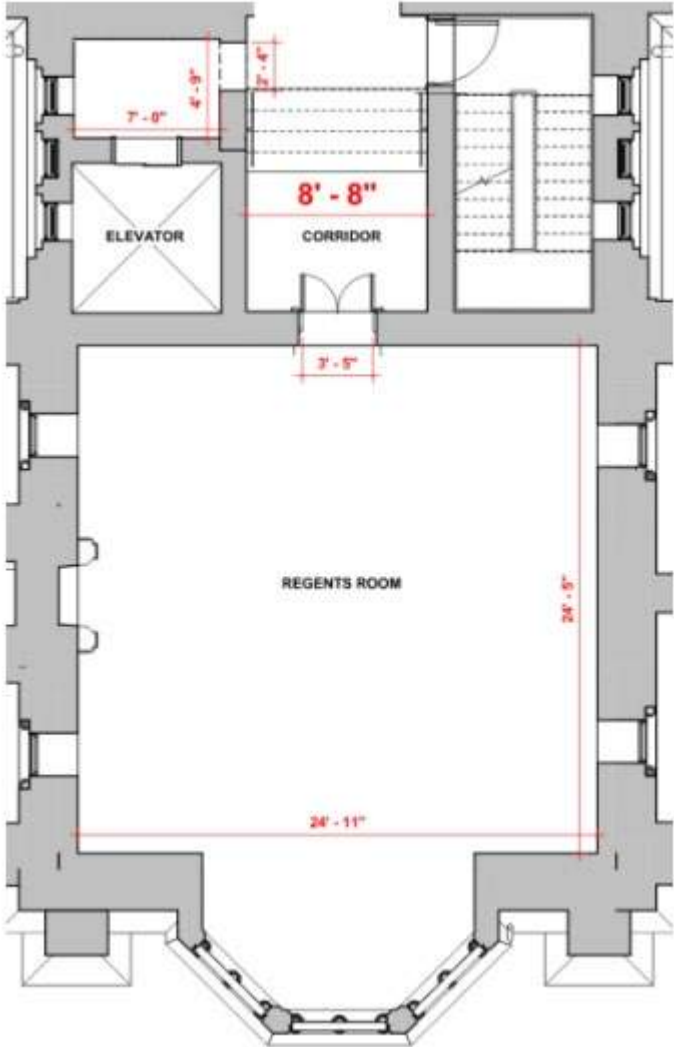 4' - 9"
2' - 4"
7' - 0"
8' - 8"
ELEVATOR
CORRIDOR
3' - 5"
REGENTS ROOM
24' - 5"
24' - 11"